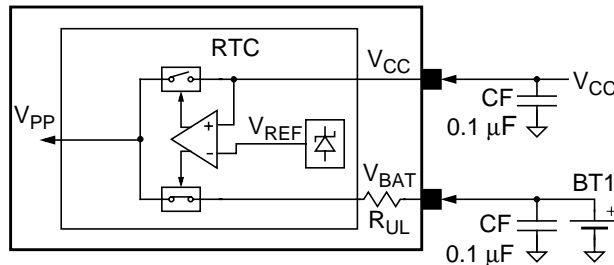 RTC
V_CC
V_CC
CF
0.1 μF
V_PP
+
-
V_REF
V_BAT
R_UL
BT1
+
CF
0.1 μF